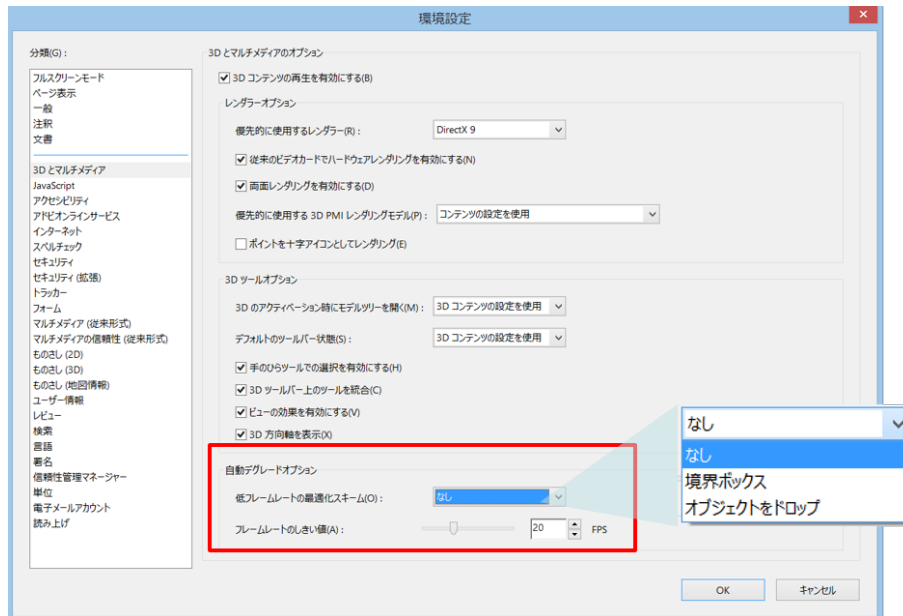 環境設定
分類(G):
フルスクリーンモード
ページ表示
一般
注釈
文書
3D とマルチメディア
JavaScript
アクセシビリティ
アドビオンラインサービス
インターネット
スペルチェック
セキュリティ
セキュリティ (拡張)
トラッカー
フォーム
マルチメディア (従来形式)
マルチメディアの信頼性 (従来形式)
ものさし (2D)
ものさし (3D)
ものさし (地図情報)
ユーザー情報
レビュー
検索
言語
署名
信頼性管理マネージャー
単位
電子メールアカウント
読み上げ
3D とマルチメディアのオプション
3D コンテンツの再生を有効にする(B)
レンダラーオプション
優先的に使用するレンダラー(R): DirectX 9
従来のビデオカードでハードウェアレンダリングを有効にする(N)
両面レンダリングを有効にする(D)
優先的に使用する 3D PMI レンダリングモデル(P): コンテンツの設定を使用
ポイントを十字アイコンとしてレンダリング(E)
3D ツールオプション
3D のアクティベーション時にモデルツリーを開く(M): 3D コンテンツの設定を使用
デフォルトのツールバー状態(S): 3D コンテンツの設定を使用
手のひらツールでの選択を有効にする(H)
3D ツールバー上のツールを統合(C)
ビューの効果を有効にする(V)
3D 方向軸を表示(X)
自動デグレードオプション
低フレームレートの最適化スキーム(O): なし
フレームレートのしきい値(A): 20 FPS
なし
なし
境界ボックス
オブジェクトをドロップ
OK キャンセル